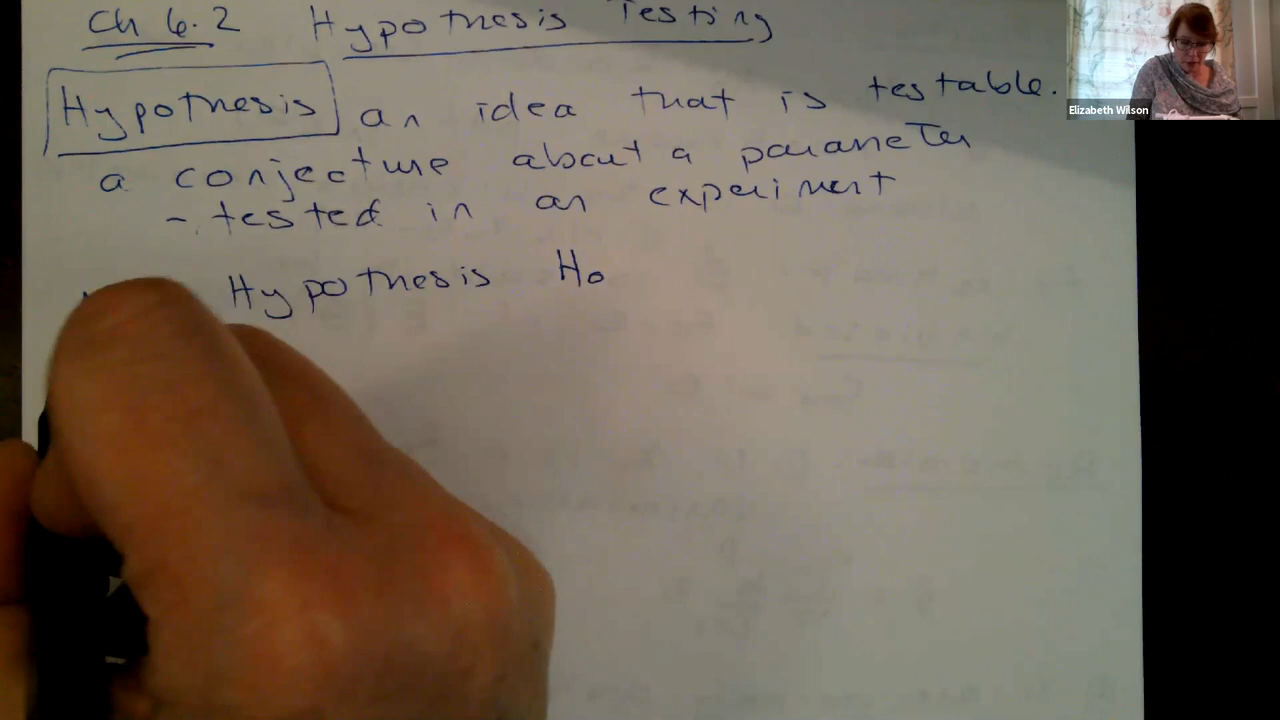 Ch 6.2 Hypothesis Testing
Hypothesis an idea that is testable.
a conjecture about a parameter
- tested in an experiment
Hypothesis Ho
Elizabeth Wilson